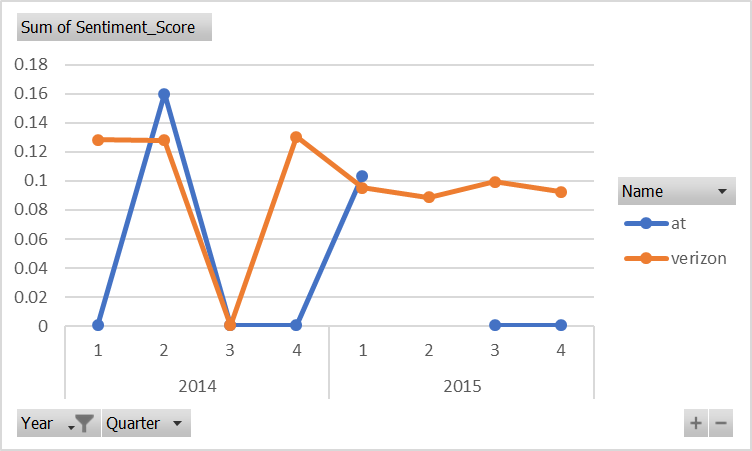 Sum of Sentiment_Score
0.18
0.16
0.14
0.12
0.1
0.08
0.06
0.04
0.02
0
1 2 3 4 1 2 3 4
2014 2015
Name
at
verizon
Year Quarter
+ −